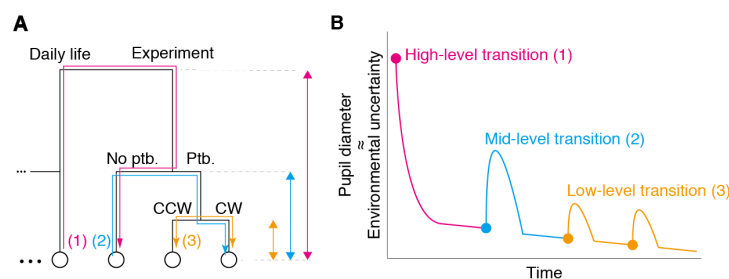 A
Daily life
Experiment
No ptb.
Ptb.
CCW
CW
(1)
(2)
(3)
B
Pupil diameter
≈
Environmental uncertainty
High-level transition (1)
Mid-level transition (2)
Low-level transition (3)
Time